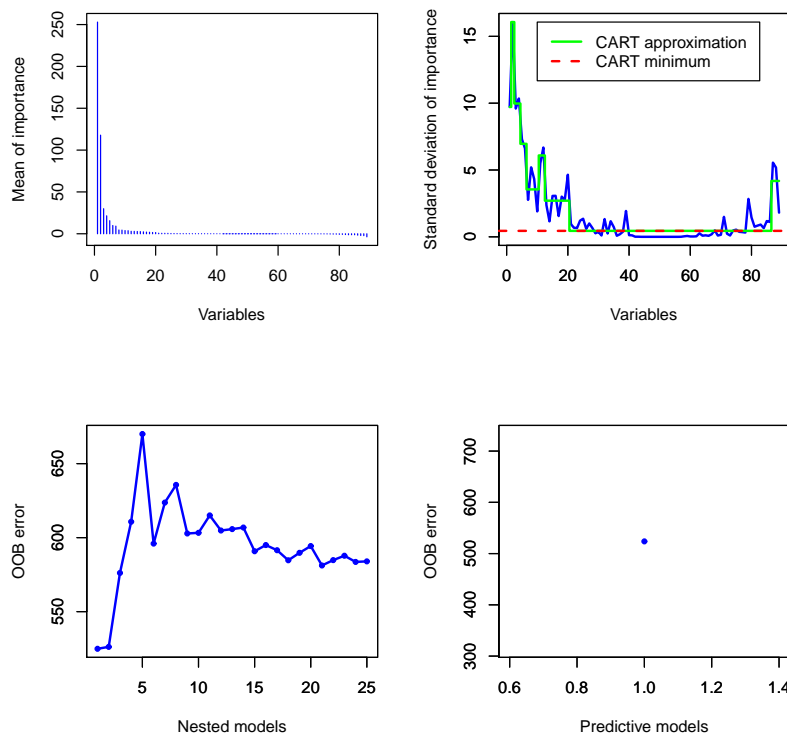 250
200
150
100
50
0
Mean of importance
0 20 40 60 80
Variables
15
10
5
0
Standard deviation of importance
CART approximation
CART minimum
0 20 40 60 80
Variables
650
600
550
OOB error
5 10 15 20 25
Nested models
700
600
500
400
300
OOB error
0.6 0.8 1.0 1.2 1.4
Predictive models